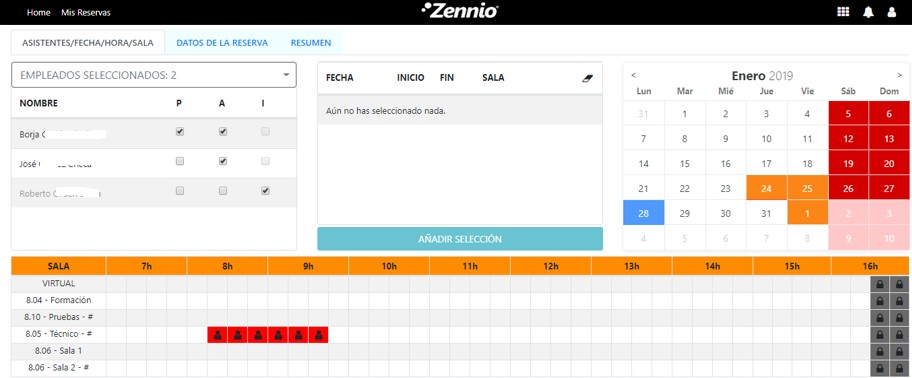 Home Mis Reservas Zennio
ASISTENTES/FECHA/HORA/SALA DATOS DE LA RESERVA RESUMEN
EMPLEADOS SELECCIONADOS: 2
NOMBRE P A I
Borja
José
Roberto
FECHA INICIO FIN SALA
Aún no has seleccionado nada.
AÑADIR SELECCIÓN
< Enero 2019 >
Lun Mar Mié Jue Vie Sáb Dom
31 1 2 3 4 5 6
7 8 9 10 11 12 13
14 15 16 17 18 19 20
21 22 23 24 25 26 27
28 29 30 31 1 2 3
4 5 6 7 8 9 10
SALA 7h 8h 9h 10h 11h 12h 13h 14h 15h 16h
VIRTUAL
8.04 - Formación
8.10 - Pruebas - #
8.05 - Técnico - #
8.06 - Sala 1
8.06 - Sala 2 - #